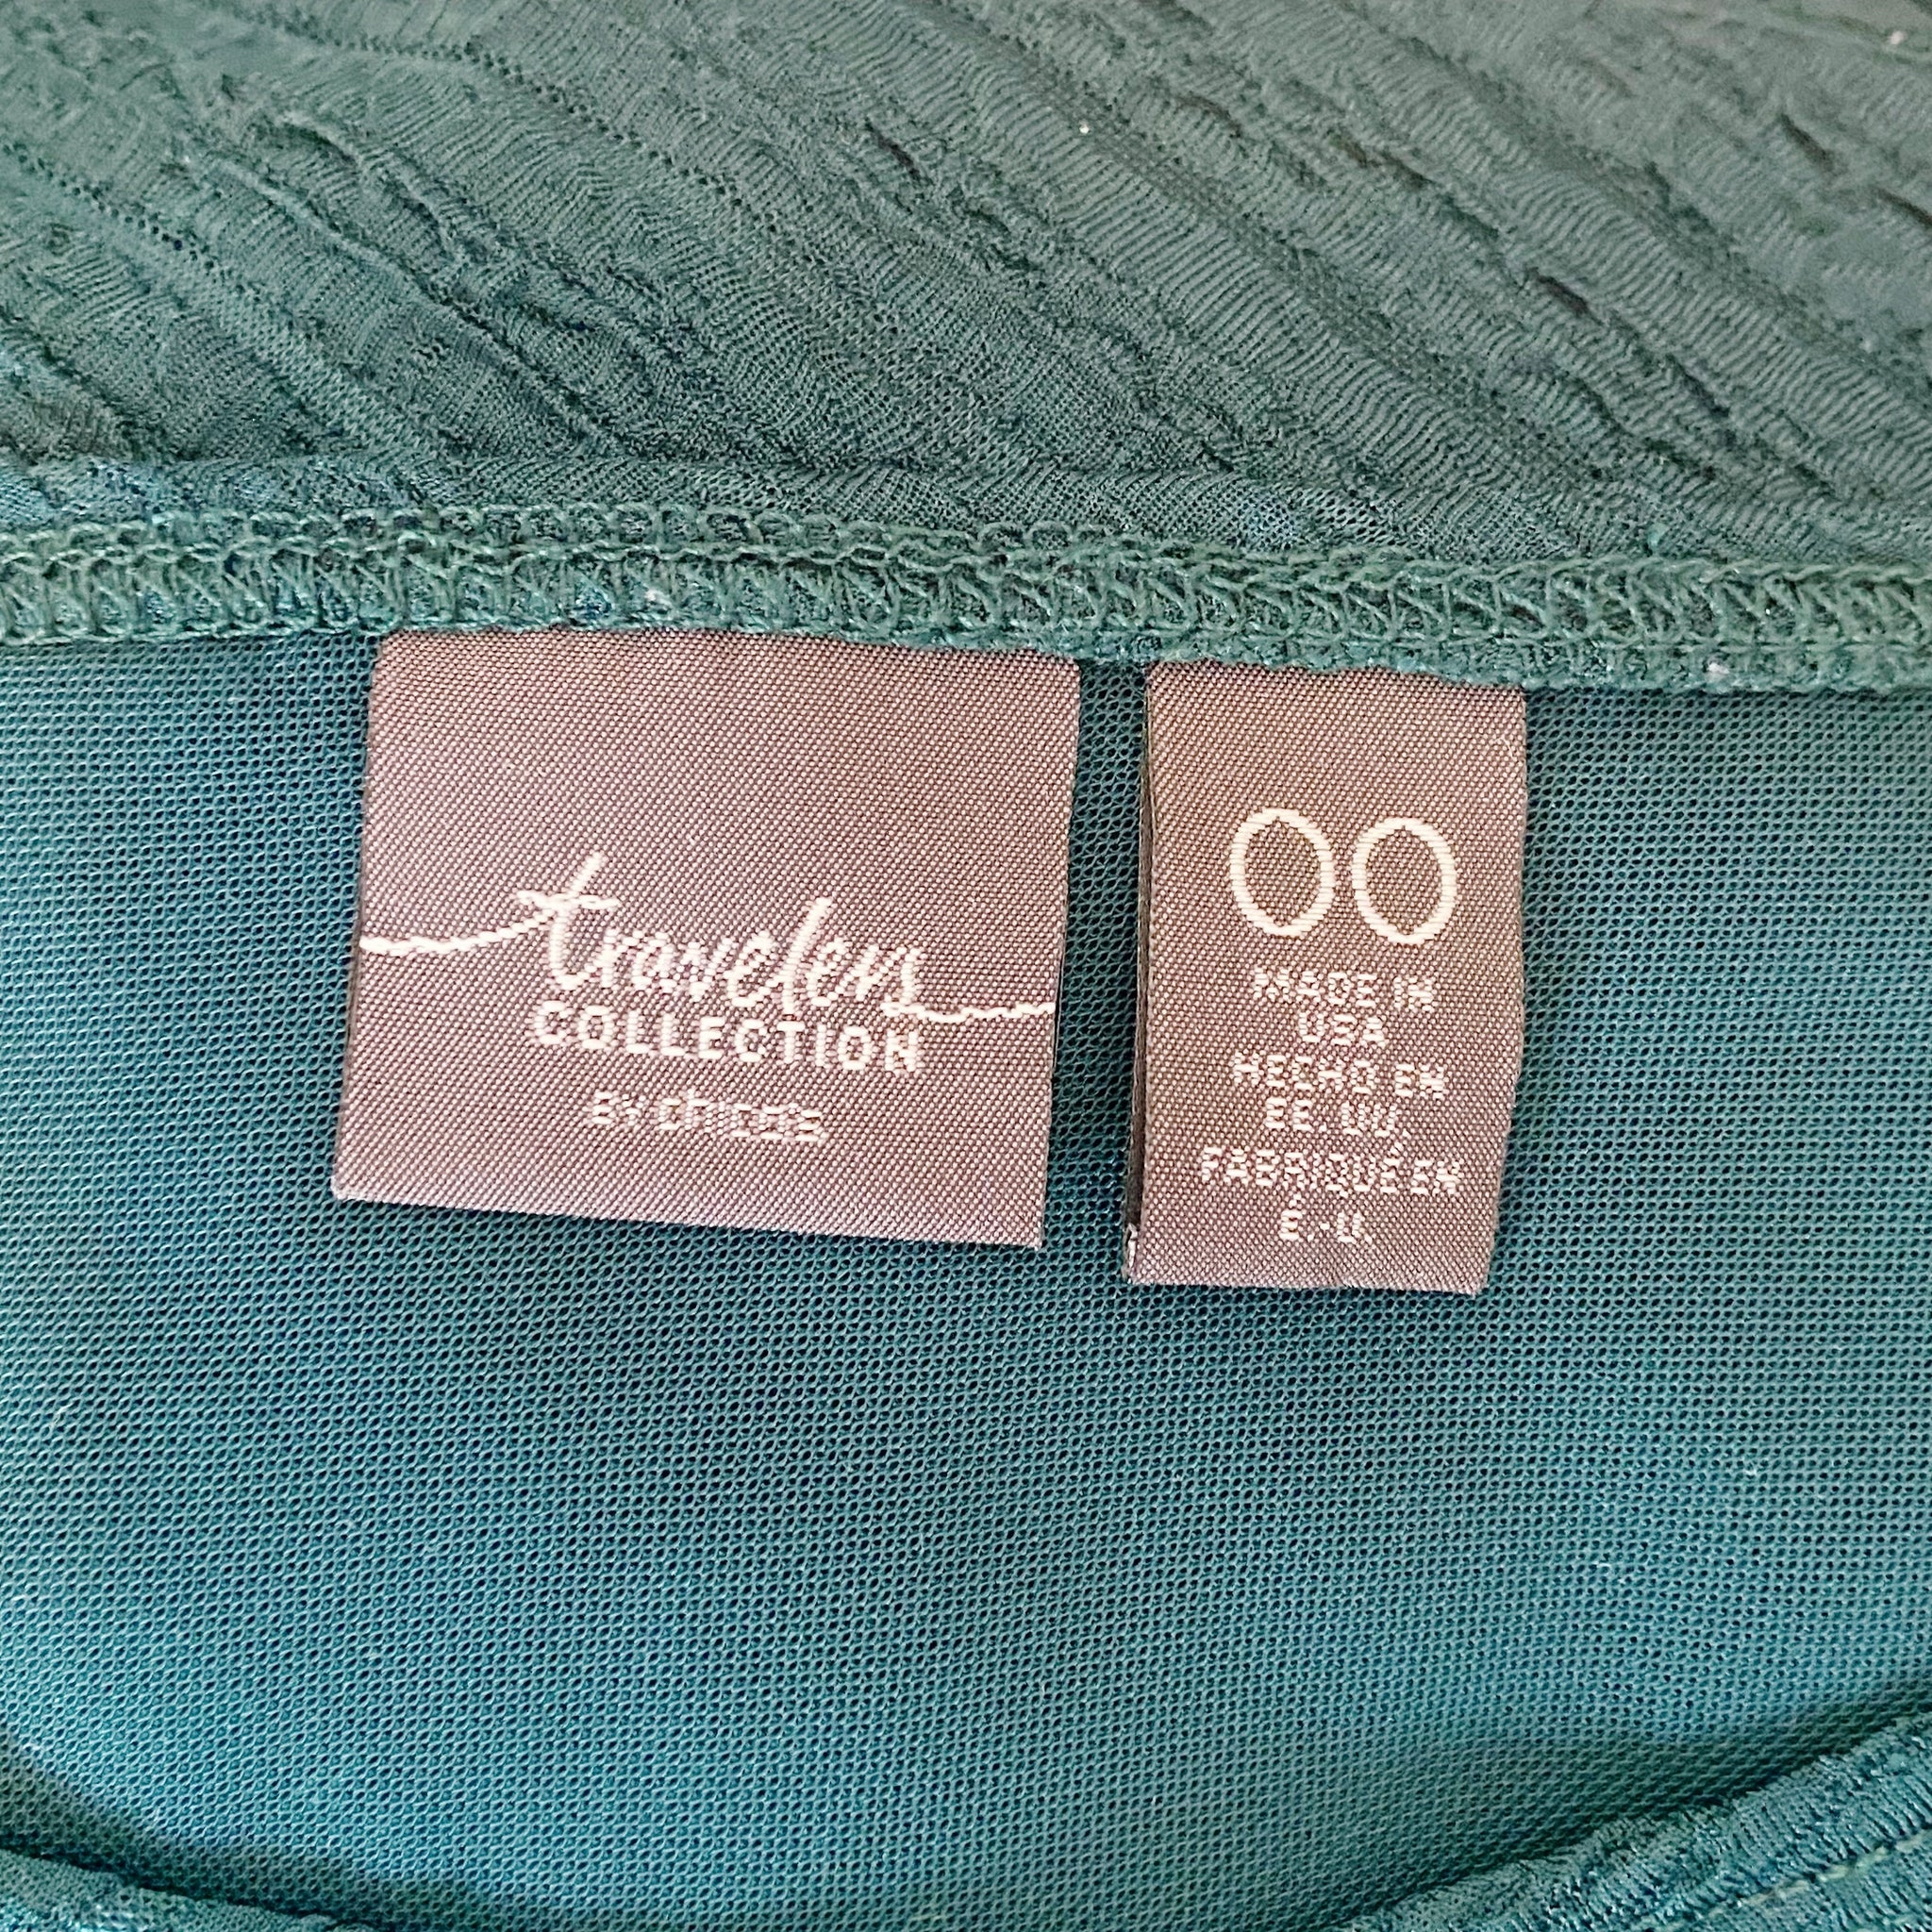 travelers
COLLECTION
BY chico's
00
MADE IN
USA
HECHO EN
EE. UU.
FABRIQUÉ EN
É.-U.